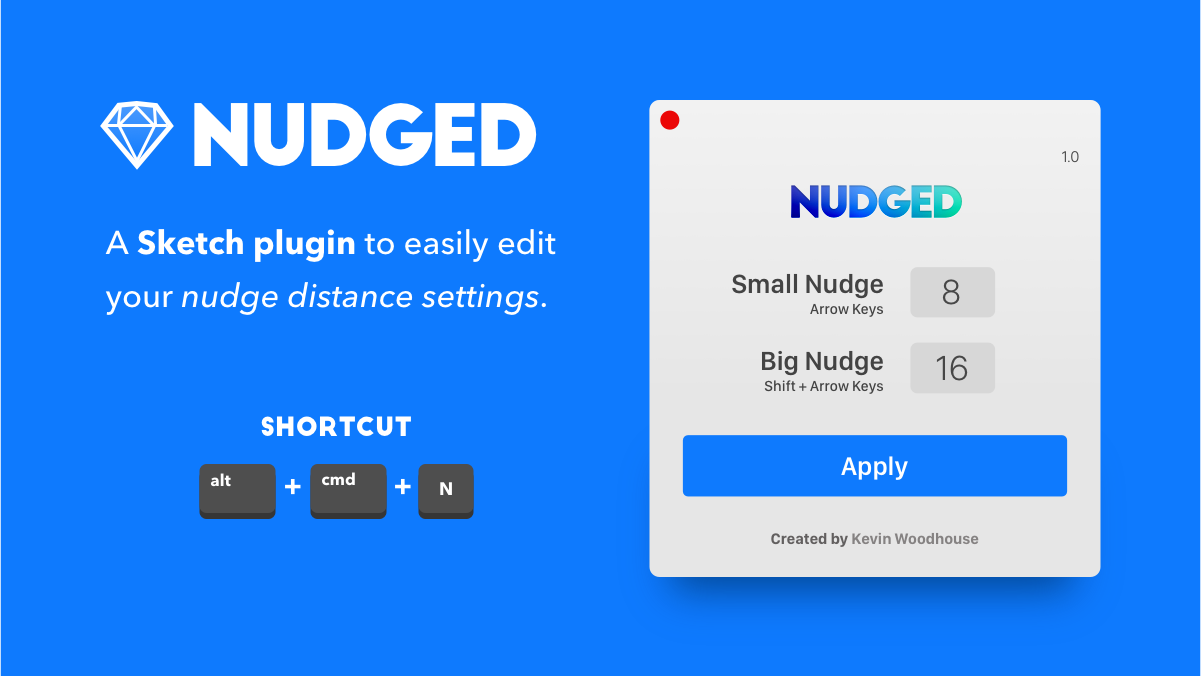 NUDGED
A Sketch plugin to easily edit
your nudge distance settings.
SHORTCUT
alt + cmd + N
1.0
NUDGED
Small Nudge 8
Arrow Keys
Big Nudge 16
Shift + Arrow Keys
Apply
Created by Kevin Woodhouse